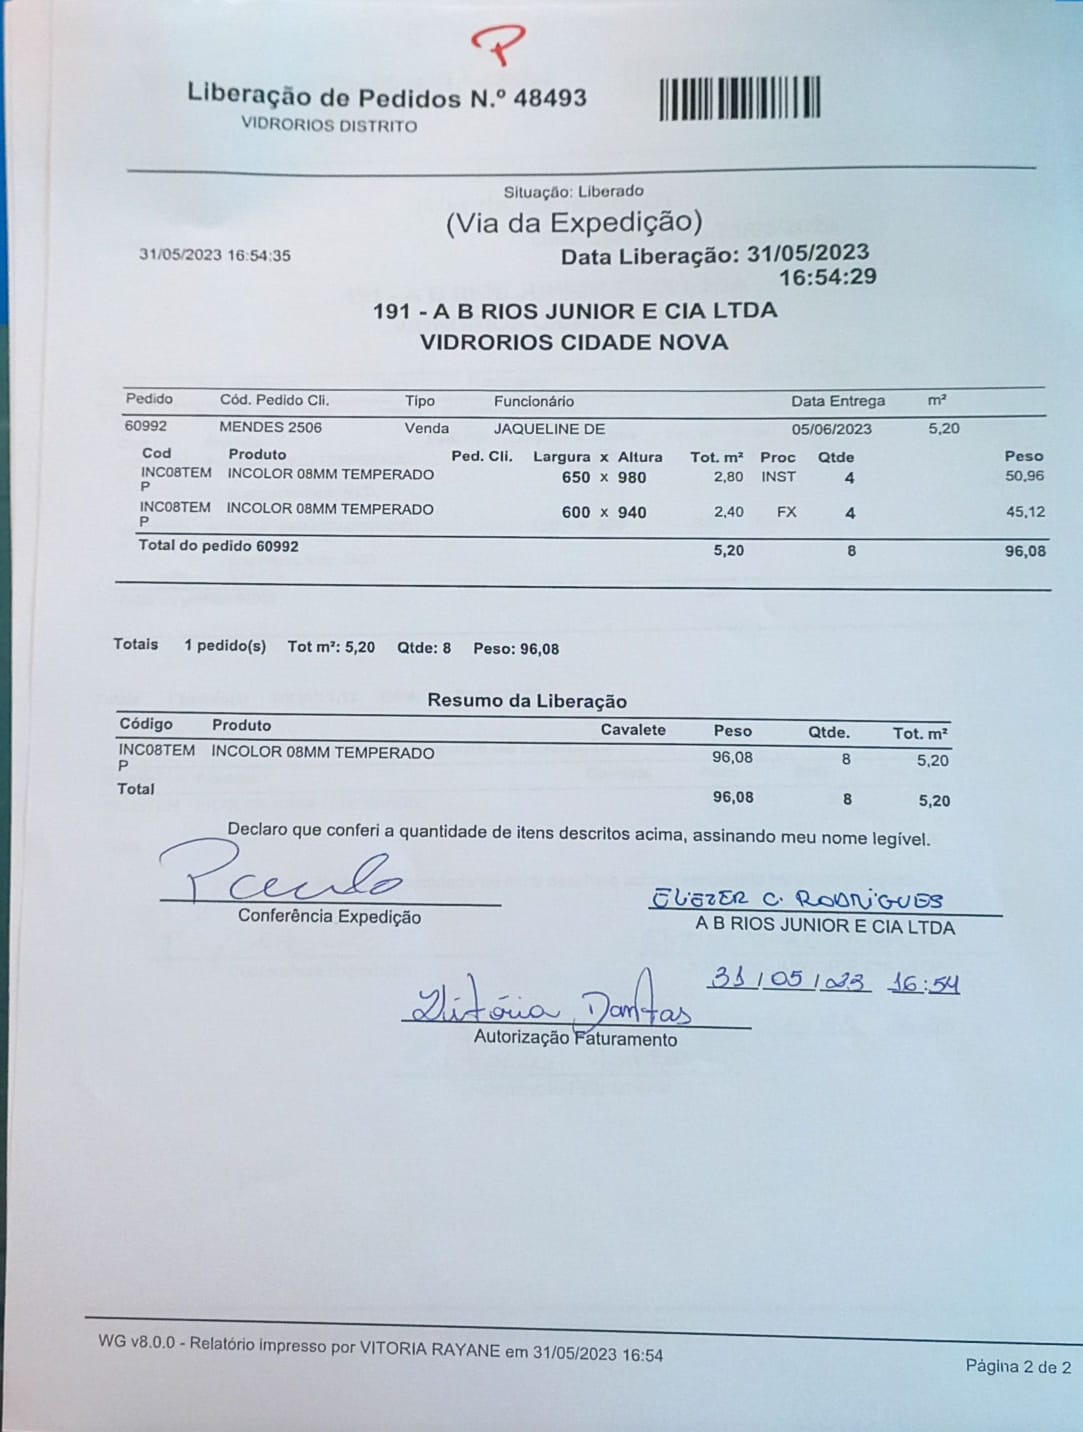 P
Liberação de Pedidos N.º 48493
VIDRORIOS DISTRITO
Situação: Liberado
(Via da Expedição)
31/05/2023 16:54:35 Data Liberação: 31/05/2023
16:54:29
191 - A B RIOS JUNIOR E CIA LTDA
VIDRORIOS CIDADE NOVA
Pedido Cód. Pedido Cli. Tipo Funcionário Data Entrega m²
60992 MENDES 2506 Venda JAQUELINE DE 05/06/2023 5,20
Cod Produto Ped. Cli. Largura x Altura Tot. m² Proc Qtde Peso
INC08TEM INCOLOR 08MM TEMPERADO 650 x 980 2,80 INST 4 50,96
P
INC08TEM INCOLOR 08MM TEMPERADO 600 x 940 2,40 FX 4 45,12
P
Total do pedido 60992 5,20 8 96,08
Totais 1 pedido(s) Tot m²: 5,20 Qtde: 8 Peso: 96,08
Resumo da Liberação
Código Produto Cavalete Peso Qtde. Tot. m²
INC08TEM INCOLOR 08MM TEMPERADO 96,08 8 5,20
P
Total 96,08 8 5,20
Declaro que conferi a quantidade de itens descritos acima, assinando meu nome legível.
Paulo ELIEZER C. RODRIGUES
Conferência Expedição A B RIOS JUNIOR E CIA LTDA
31/05/23 16:54
Vitória Dantas
Autorização Faturamento
WG v8.0.0 - Relatório impresso por VITORIA RAYANE em 31/05/2023 16:54
Página 2 de 2